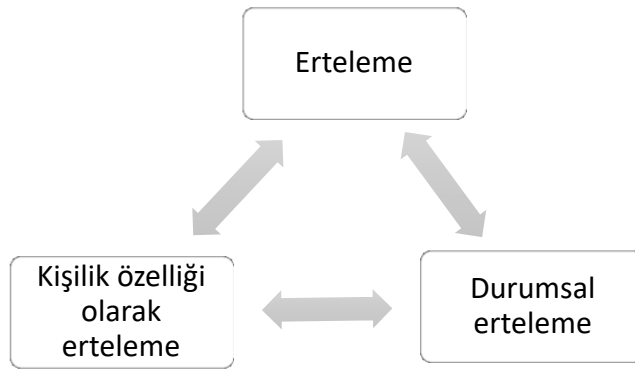 Erteleme
Kişilik özelliği
olarak
erteleme
Durumsal
erteleme